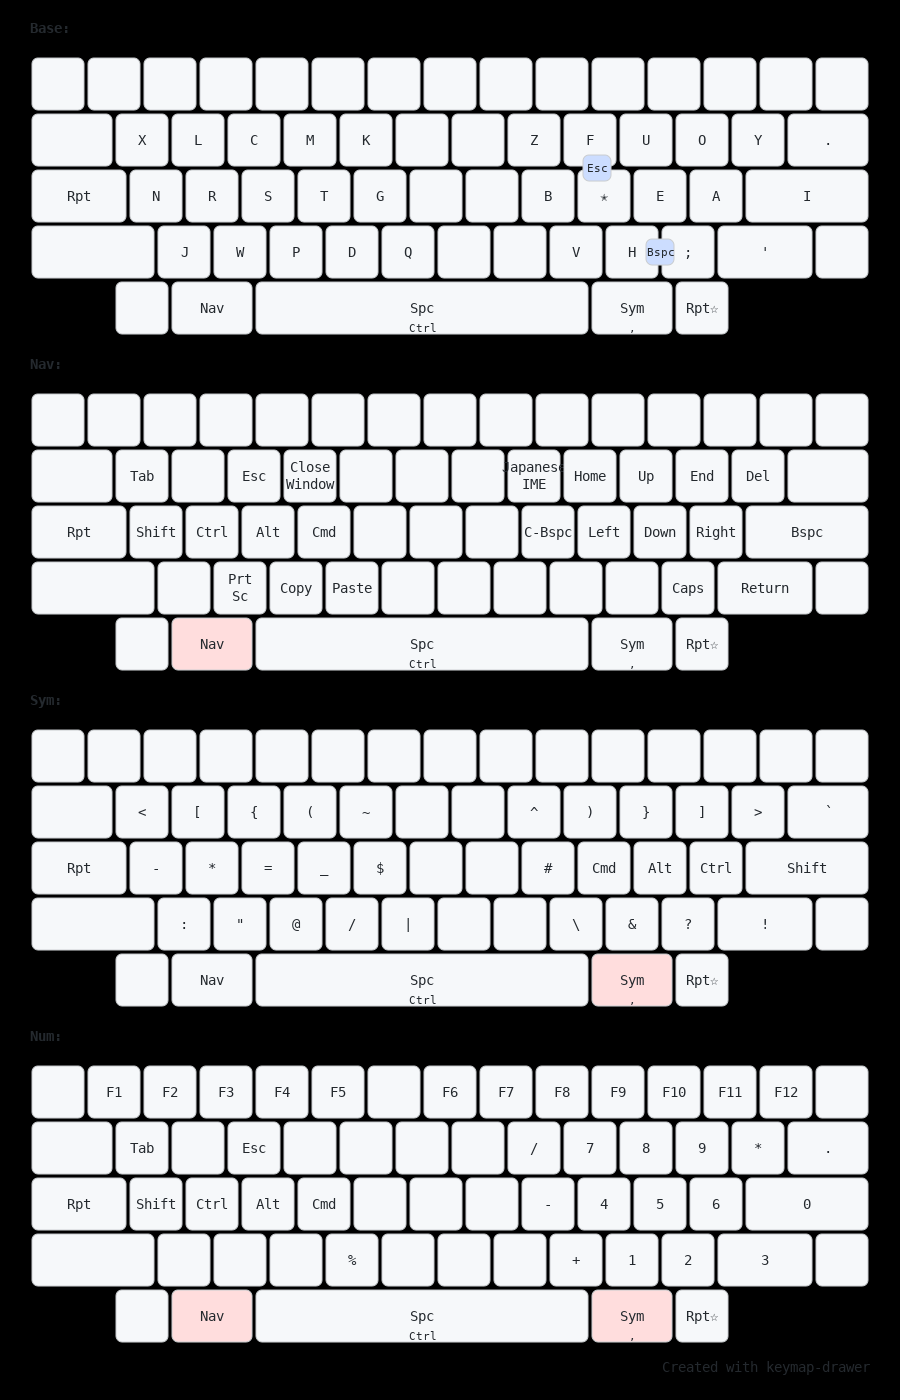 Base:
X L C M K Z F U O Y .
Esc
Rpt N R S T G B ★ E A I
J W P D Q V H Bspc ; '
Nav Spc Sym Rpt☆
Ctrl ,
Nav:
Tab Esc Close Window Japanese IME Home Up End Del
Rpt Shift Ctrl Alt Cmd C-Bspc Left Down Right Bspc
Prt Sc Copy Paste Caps Return
Nav Spc Sym Rpt☆
Ctrl ,
Sym:
< [ { ( ~ ^ ) } ] > `
Rpt - * = _ $ # Cmd Alt Ctrl Shift
: " @ / | \ & ? !
Nav Spc Sym Rpt☆
Ctrl ,
Num:
F1 F2 F3 F4 F5 F6 F7 F8 F9 F10 F11 F12
Tab Esc / 7 8 9 * .
Rpt Shift Ctrl Alt Cmd - 4 5 6 0
% + 1 2 3
Nav Spc Sym Rpt☆
Ctrl ,
Created with keymap-drawer